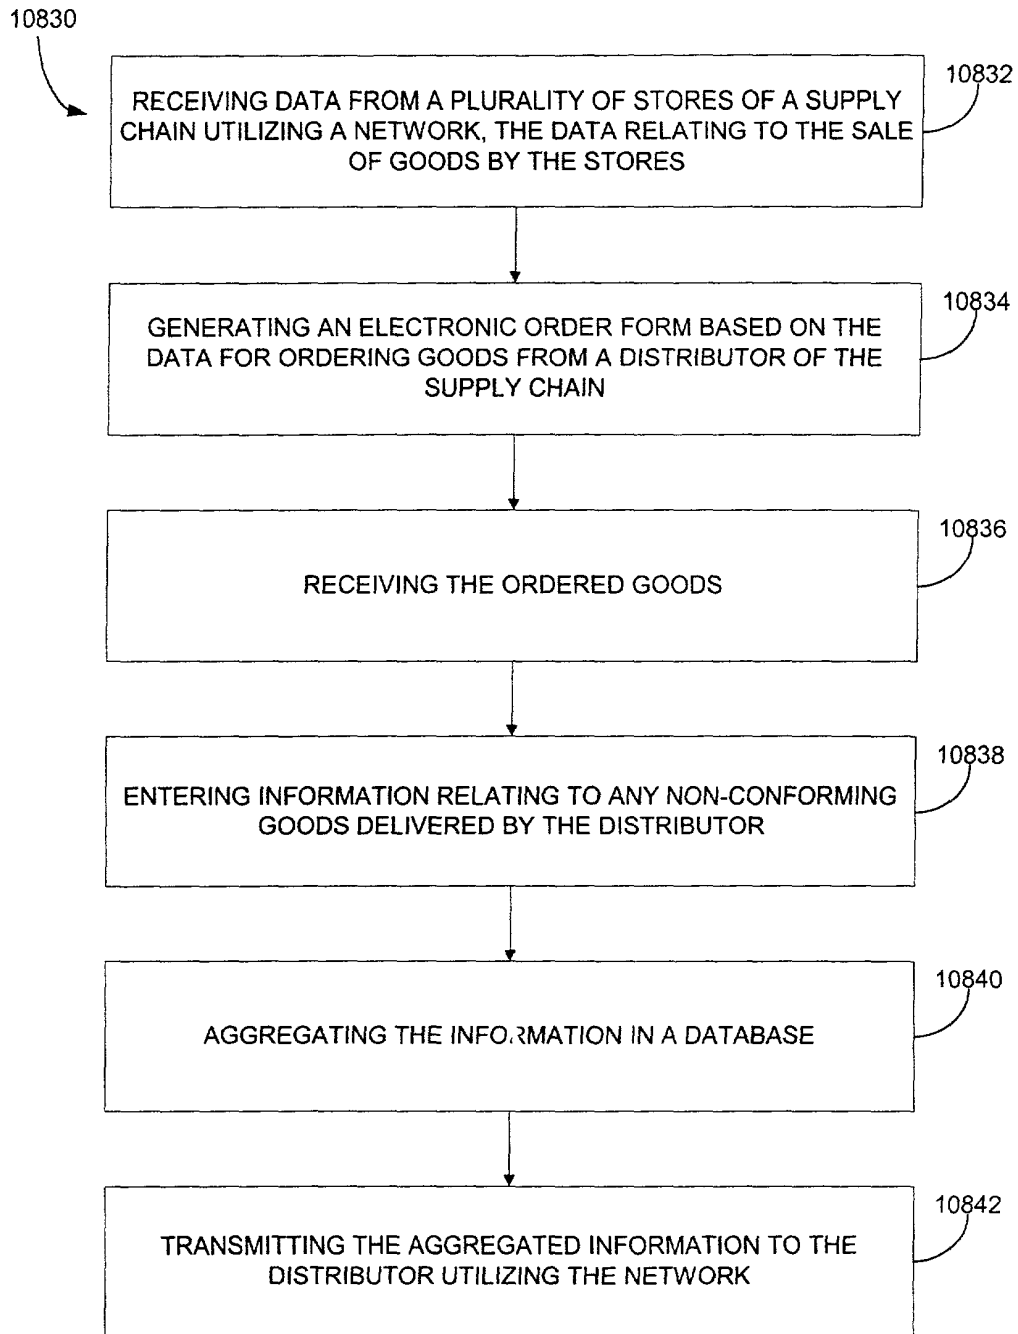 10830
10832
RECEIVING DATA FROM A PLURALITY OF STORES OF A SUPPLY
CHAIN UTILIZING A NETWORK, THE DATA RELATING TO THE SALE
OF GOODS BY THE STORES
10834
GENERATING AN ELECTRONIC ORDER FORM BASED ON THE
DATA FOR ORDERING GOODS FROM A DISTRIBUTOR OF THE
SUPPLY CHAIN
10836
RECEIVING THE ORDERED GOODS
10838
ENTERING INFORMATION RELATING TO ANY NON-CONFORMING
GOODS DELIVERED BY THE DISTRIBUTOR
10840
AGGREGATING THE INFORMATION IN A DATABASE
10842
TRANSMITTING THE AGGREGATED INFORMATION TO THE
DISTRIBUTOR UTILIZING THE NETWORK